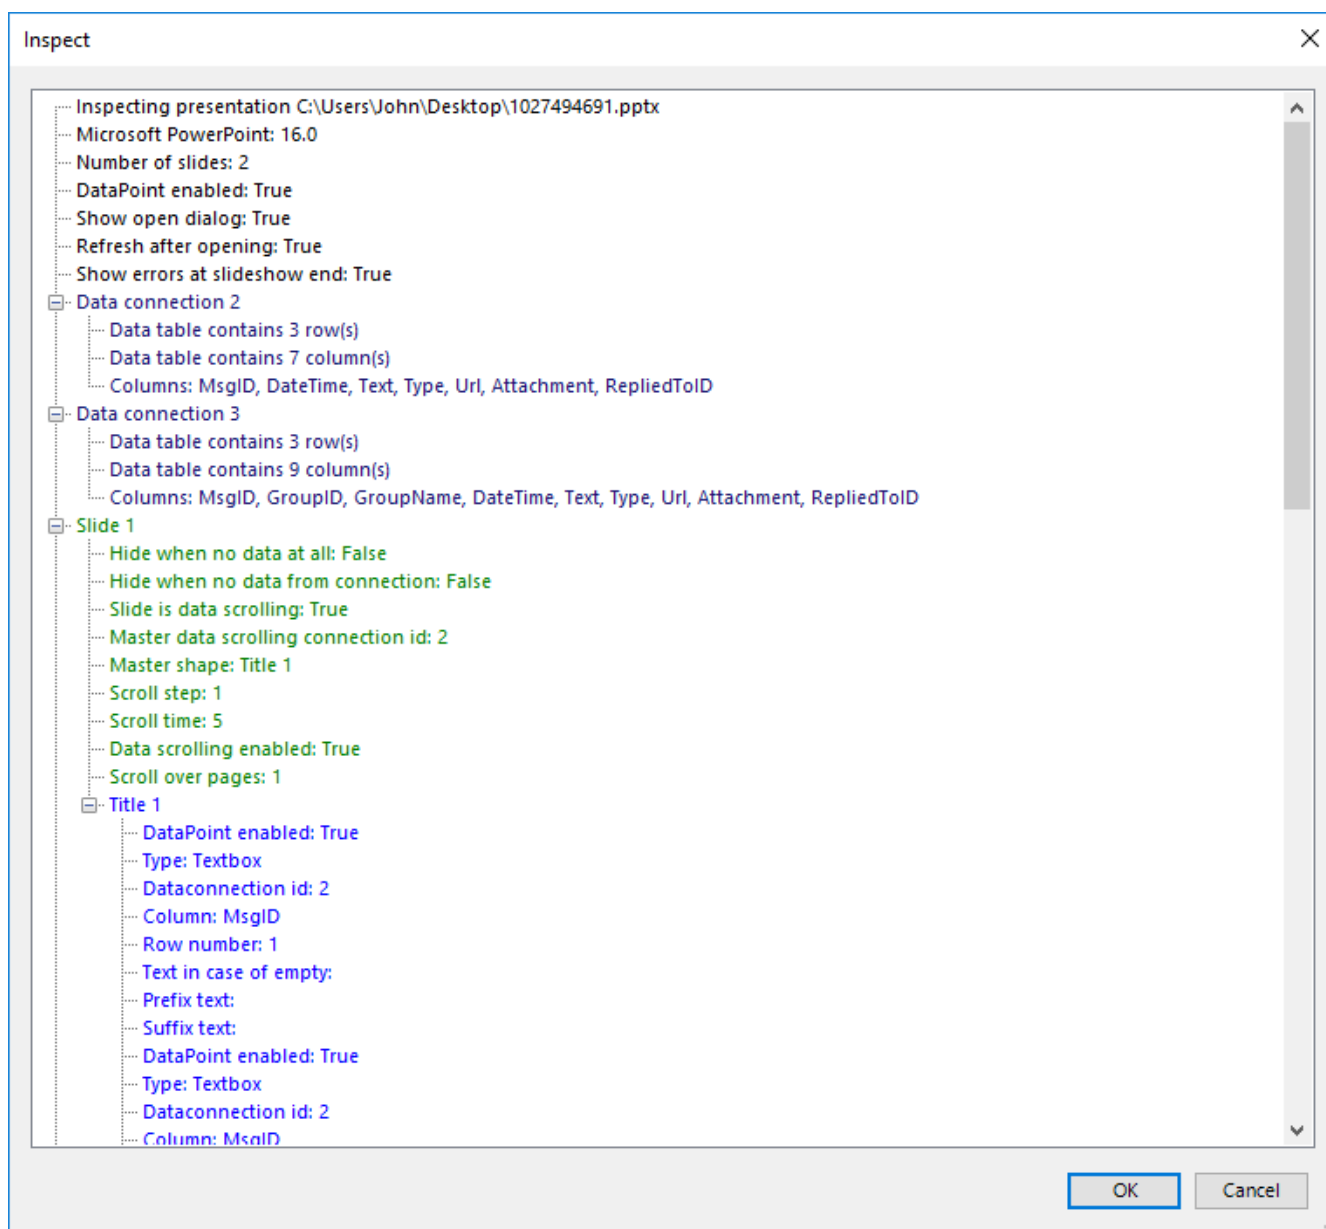 Inspect
Inspecting presentation C:\Users\John\Desktop\1027494691.pptx
Microsoft PowerPoint: 16.0
Number of slides: 2
DataPoint enabled: True
Show open dialog: True
Refresh after opening: True
Show errors at slideshow end: True
Data connection 2
Data table contains 3 row(s)
Data table contains 7 column(s)
Columns: MsgID, DateTime, Text, Type, Url, Attachment, RepliedToID
Data connection 3
Data table contains 3 row(s)
Data table contains 9 column(s)
Columns: MsgID, GroupID, GroupName, DateTime, Text, Type, Url, Attachment, RepliedToID
Slide 1
Hide when no data at all: False
Hide when no data from connection: False
Slide is data scrolling: True
Master data scrolling connection id: 2
Master shape: Title 1
Scroll step: 1
Scroll time: 5
Data scrolling enabled: True
Scroll over pages: 1
Title 1
DataPoint enabled: True
Type: Textbox
Dataconnection id: 2
Column: MsgID
Row number: 1
Text in case of empty:
Prefix text:
Suffix text:
DataPoint enabled: True
Type: Textbox
Dataconnection id: 2
Column: MsgID
OK
Cancel